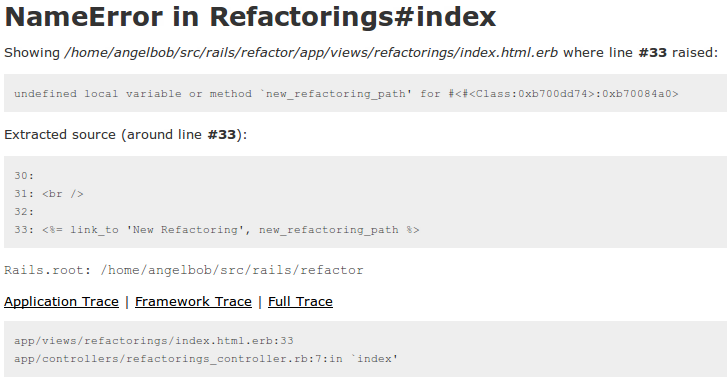 NameError in Refactorings#index
Showing /home/angelbob/src/rails/refactor/app/views/refactorings/index.html.erb where line #33 raised:
undefined local variable or method `new_refactoring_path' for #<#<Class:0xb700dd74>:0xb70084a0>
Extracted source (around line #33):
30:
31: <br />
32:
33: <%= link_to 'New Refactoring', new_refactoring_path %>
Rails.root: /home/angelbob/src/rails/refactor
Application Trace | Framework Trace | Full Trace
app/views/refactorings/index.html.erb:33
app/controllers/refactorings_controller.rb:7:in `index'